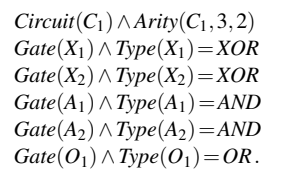 Circuit(C₁) ∧ Arity(C₁,3,2)
Gate(X₁) ∧ Type(X₁)=XOR
Gate(X₂) ∧ Type(X₂)=XOR
Gate(A₁) ∧ Type(A₁)=AND
Gate(A₂) ∧ Type(A₂)=AND
Gate(O₁) ∧ Type(O₁)=OR.